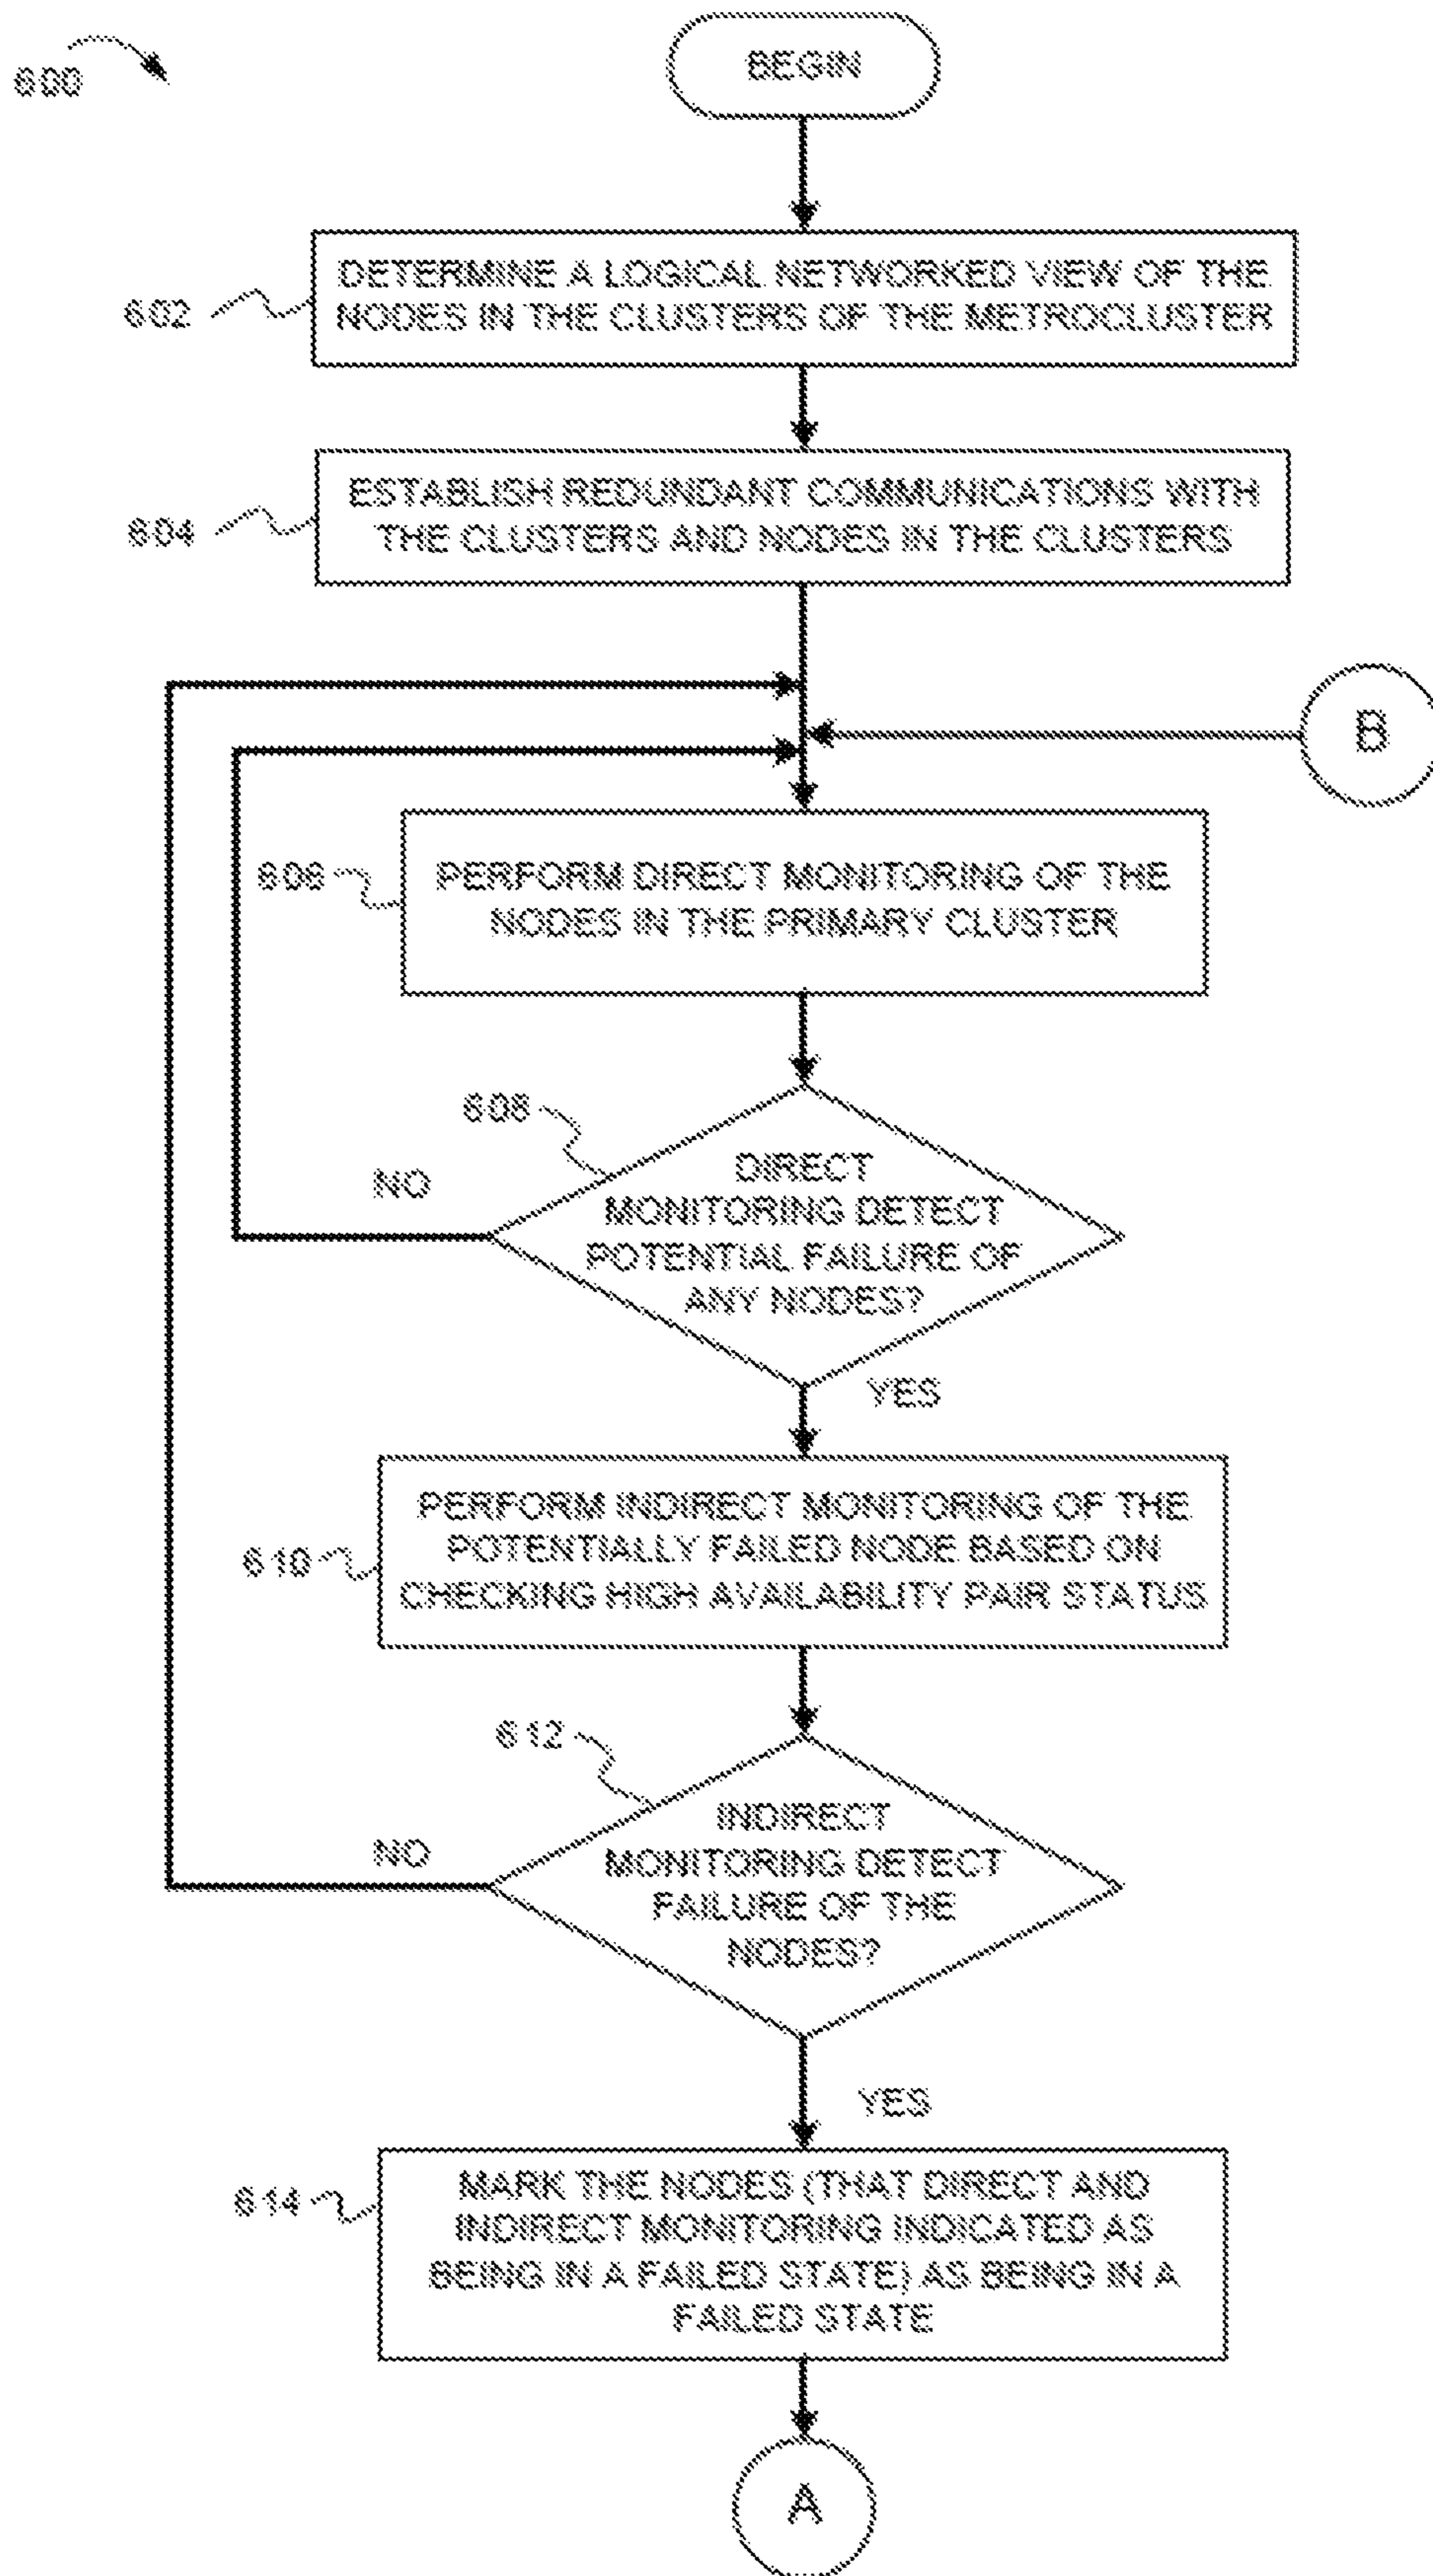 600
BEGIN
602
DETERMINE A LOGICAL NETWORKED VIEW OF THE
NODES IN THE CLUSTERS OF THE METROCLUSTER
604
ESTABLISH REDUNDANT COMMUNICATIONS WITH
THE CLUSTERS AND NODES IN THE CLUSTERS
B
606
PERFORM DIRECT MONITORING OF THE
NODES IN THE PRIMARY CLUSTER
608
NO
DIRECT
MONITORING DETECT
POTENTIAL FAILURE OF
ANY NODES?
YES
610
PERFORM INDIRECT MONITORING OF THE
POTENTIALLY FAILED NODE BASED ON
CHECKING HIGH AVAILABILITY PAIR STATUS
612
NO
INDIRECT
MONITORING DETECT
FAILURE OF THE
NODES?
YES
614
MARK THE NODES (THAT DIRECT AND
INDIRECT MONITORING INDICATED AS
BEING IN A FAILED STATE) AS BEING IN A
FAILED STATE
A